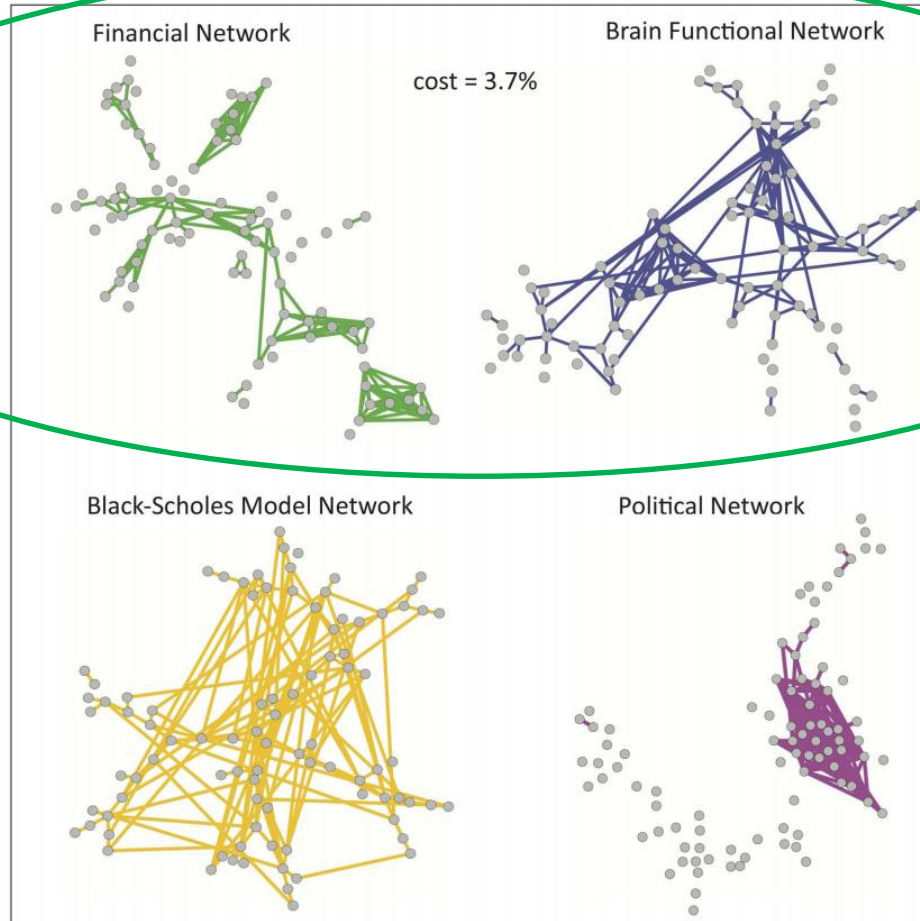 Financial Network
Brain Functional Network
cost = 3.7%
Black-Scholes Model Network
Political Network